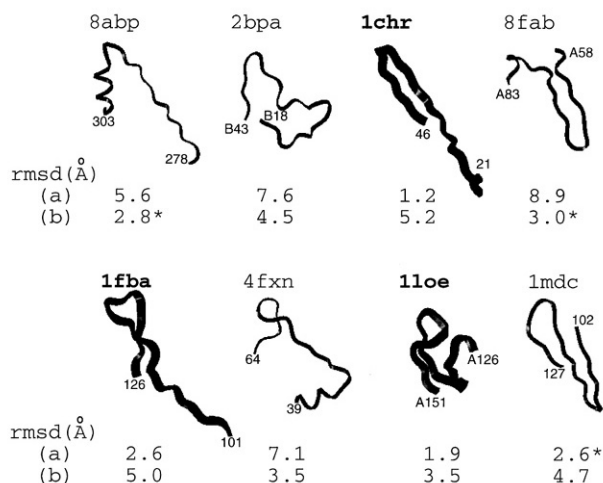 8abp 2bpa 1chr 8fab
A58
A83
B18
B43
303
46
278
21
rmsd(Å)
(a) 5.6 7.6 1.2 8.9
(b) 2.8* 4.5 5.2 3.0*
1fba 4fxn 1loe 1mdc
102
64
A126
126
127
39
A151
101
rmsd(Å)
(a) 2.6 7.1 1.9 2.6*
(b) 5.0 3.5 3.5 4.7